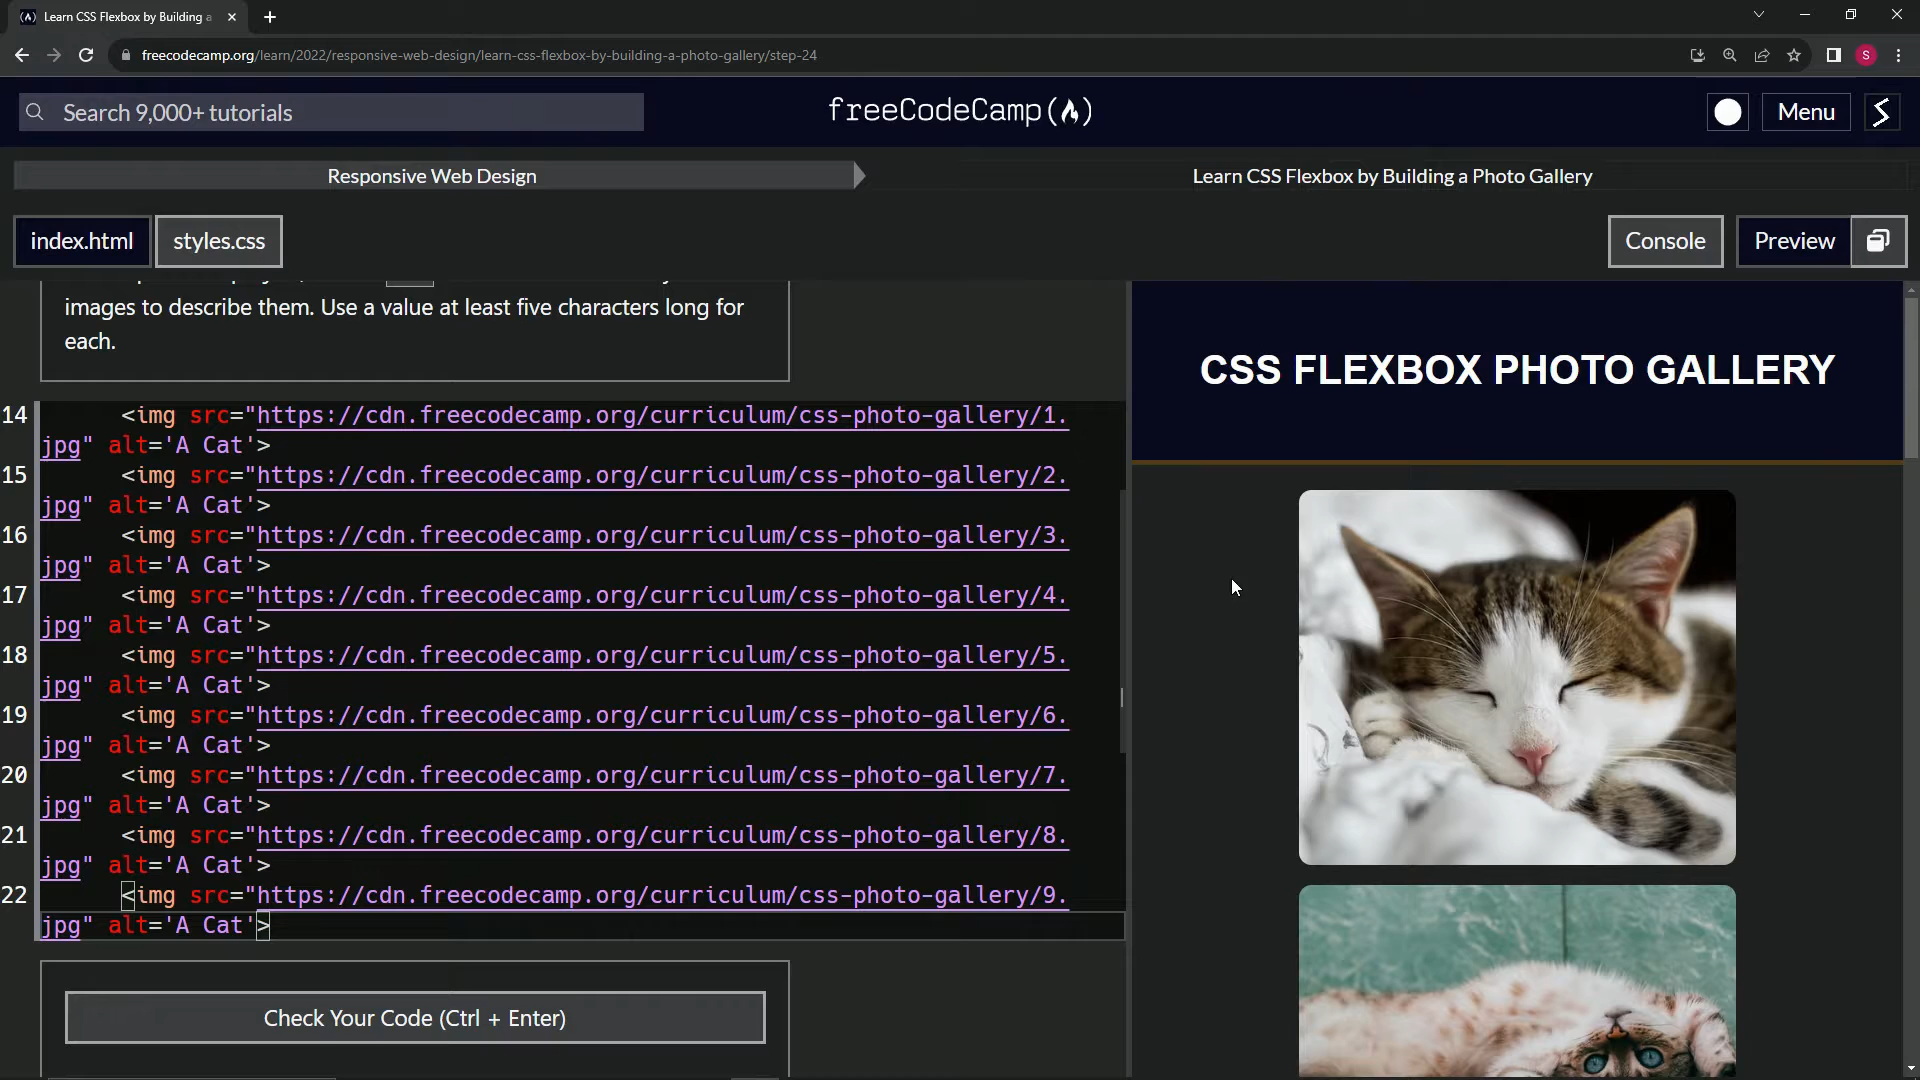 Learn CSS Flexbox by Building a
freecodecamp.org/learn/2022/responsive-web-design/learn-css-flexbox-by-building-a-photo-gallery/step-24
S
Search 9,000+ tutorials
freeCodeCamp
Menu
Responsive Web Design
Learn CSS Flexbox by Building a Photo Gallery
index.html
styles.css
Console
Preview
images to describe them. Use a value at least five characters long for
each.
14 <img src="https://cdn.freecodecamp.org/curriculum/css-photo-gallery/1.
jpg" alt='A Cat'>
15 <img src="https://cdn.freecodecamp.org/curriculum/css-photo-gallery/2.
jpg" alt='A Cat'>
16 <img src="https://cdn.freecodecamp.org/curriculum/css-photo-gallery/3.
jpg" alt='A Cat'>
17 <img src="https://cdn.freecodecamp.org/curriculum/css-photo-gallery/4.
jpg" alt='A Cat'>
18 <img src="https://cdn.freecodecamp.org/curriculum/css-photo-gallery/5.
jpg" alt='A Cat'>
19 <img src="https://cdn.freecodecamp.org/curriculum/css-photo-gallery/6.
jpg" alt='A Cat'>
20 <img src="https://cdn.freecodecamp.org/curriculum/css-photo-gallery/7.
jpg" alt='A Cat'>
21 <img src="https://cdn.freecodecamp.org/curriculum/css-photo-gallery/8.
jpg" alt='A Cat'>
22 <img src="https://cdn.freecodecamp.org/curriculum/css-photo-gallery/9.
jpg" alt='A Cat'>
Check Your Code (Ctrl + Enter)
CSS FLEXBOX PHOTO GALLERY